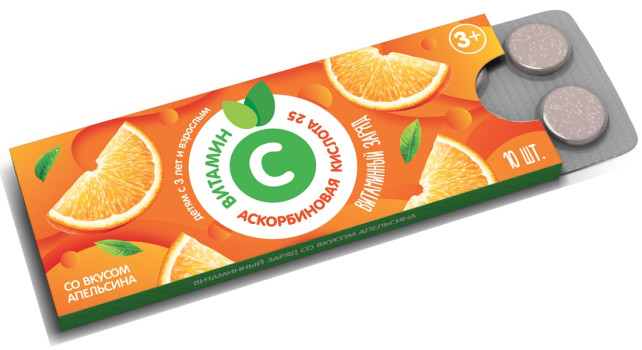 3+
детям с 3 лет и взрослым
ВИТАМИН
С
АСКОРБИНОВАЯ КИСЛОТА 25
ВИТАМИННЫЙ ЗАРЯД
10 ШТ.
СО ВКУСОМ
АПЕЛЬСИНА
ВИТАМИННЫЙ ЗАРЯД СО ВКУСОМ АПЕЛЬСИНА